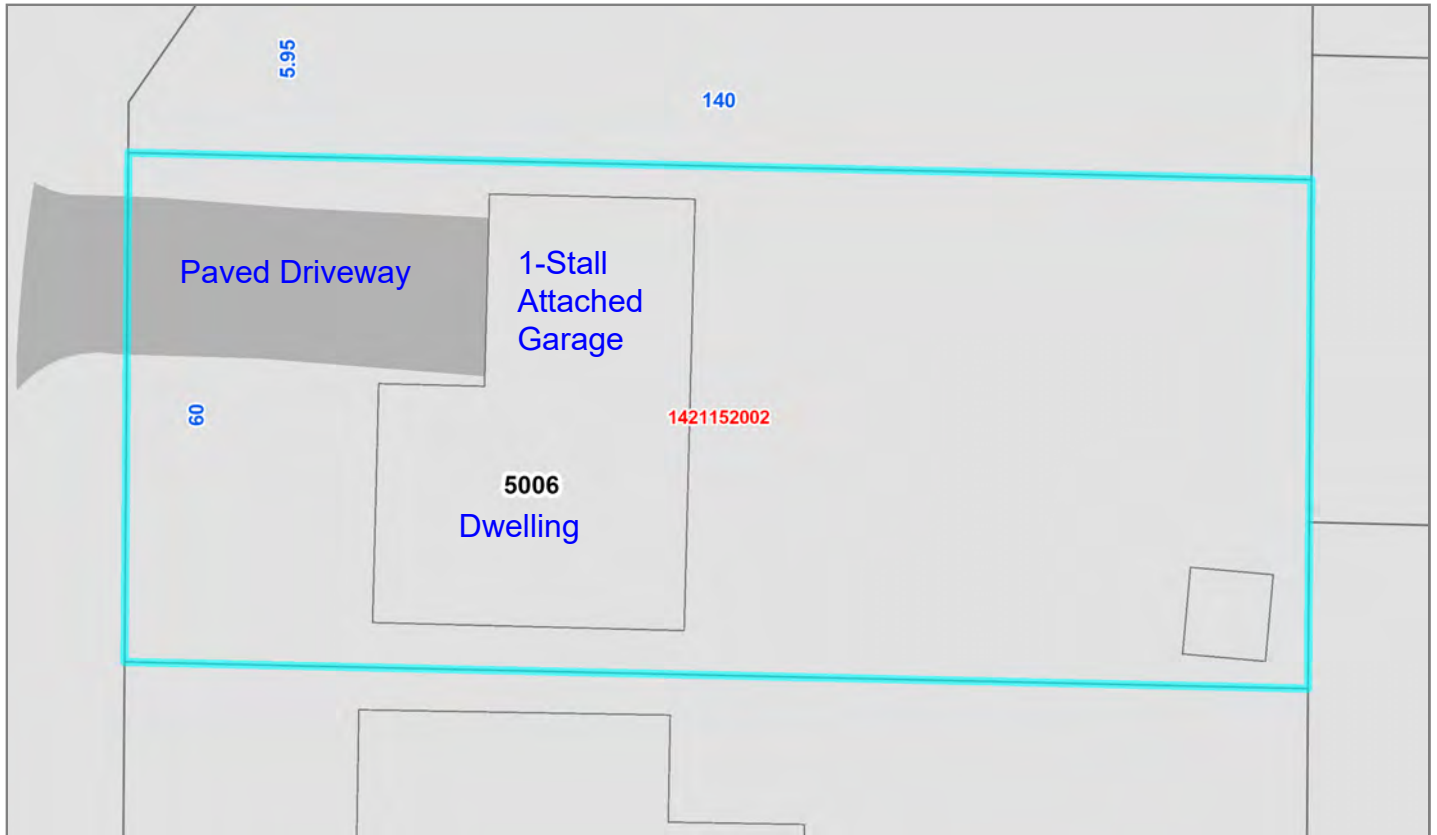 5.95
140
Paved Driveway
1-Stall
Attached
Garage
60
1421152002
5006
Dwelling